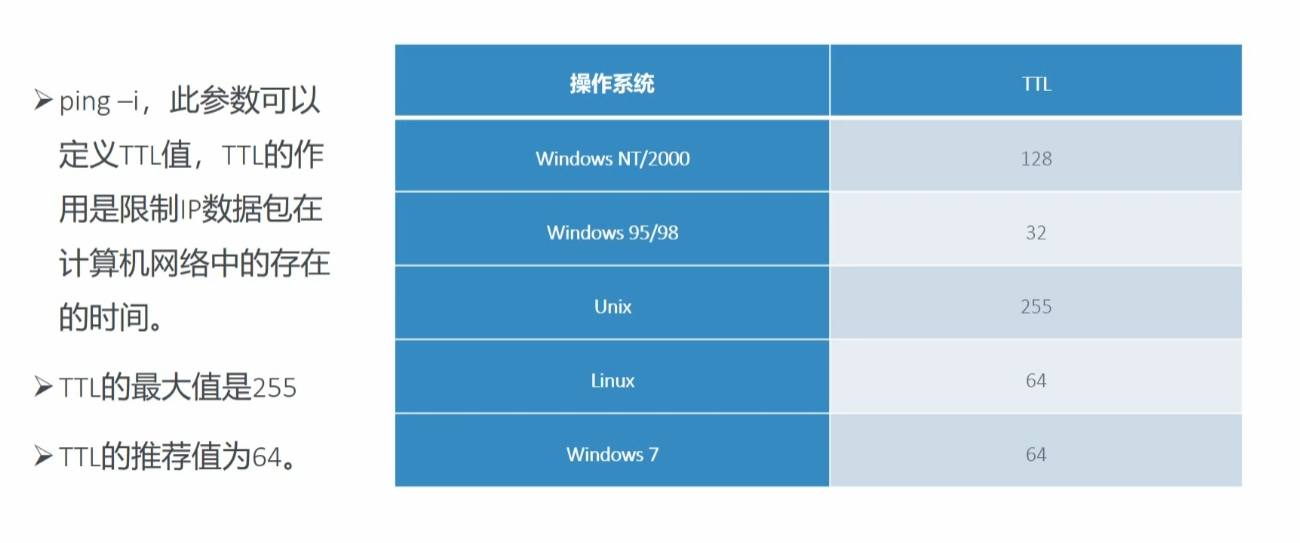 ➢ping –i，此参数可以
定义TTL值，TTL的作
用是限制IP数据包在
计算机网络中的存在
的时间。
➢TTL的最大值是255
➢TTL的推荐值为64。
操作系统 TTL
Windows NT/2000 128
Windows 95/98 32
Unix 255
Linux 64
Windows 7 64